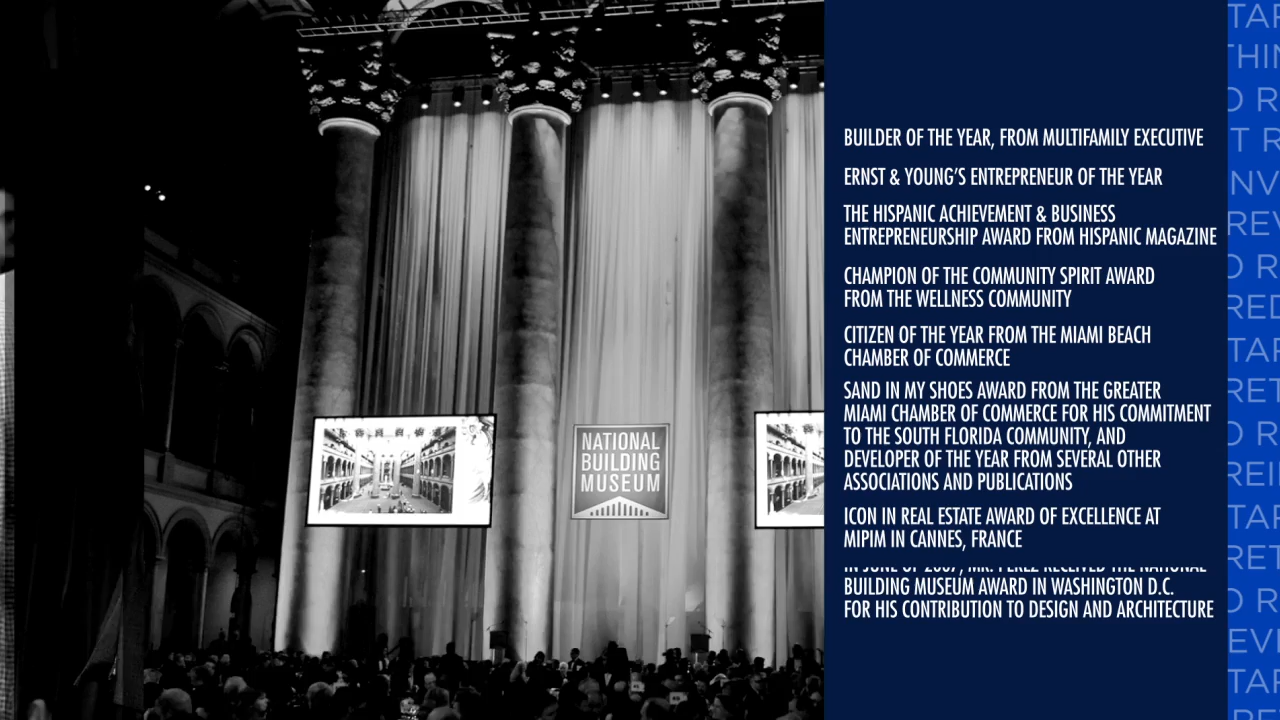 NATIONAL
BUILDING
MUSEUM
BUILDER OF THE YEAR, FROM MULTIFAMILY EXECUTIVE
ERNST & YOUNG'S ENTREPRENEUR OF THE YEAR
THE HISPANIC ACHIEVEMENT & BUSINESS
ENTREPRENEURSHIP AWARD FROM HISPANIC MAGAZINE
CHAMPION OF THE COMMUNITY SPIRIT AWARD
FROM THE WELLNESS COMMUNITY
CITIZEN OF THE YEAR FROM THE MIAMI BEACH
CHAMBER OF COMMERCE
SAND IN MY SHOES AWARD FROM THE GREATER
MIAMI CHAMBER OF COMMERCE FOR HIS COMMITMENT
TO THE SOUTH FLORIDA COMMUNITY, AND
DEVELOPER OF THE YEAR FROM SEVERAL OTHER
ASSOCIATIONS AND PUBLICATIONS
ICON IN REAL ESTATE AWARD OF EXCELLENCE AT
MIPIM IN CANNES, FRANCE
MR. PEREZ RECEIVED THE NATIONAL
BUILDING MUSEUM AWARD IN WASHINGTON D.C.
FOR HIS CONTRIBUTION TO DESIGN AND ARCHITECTURE